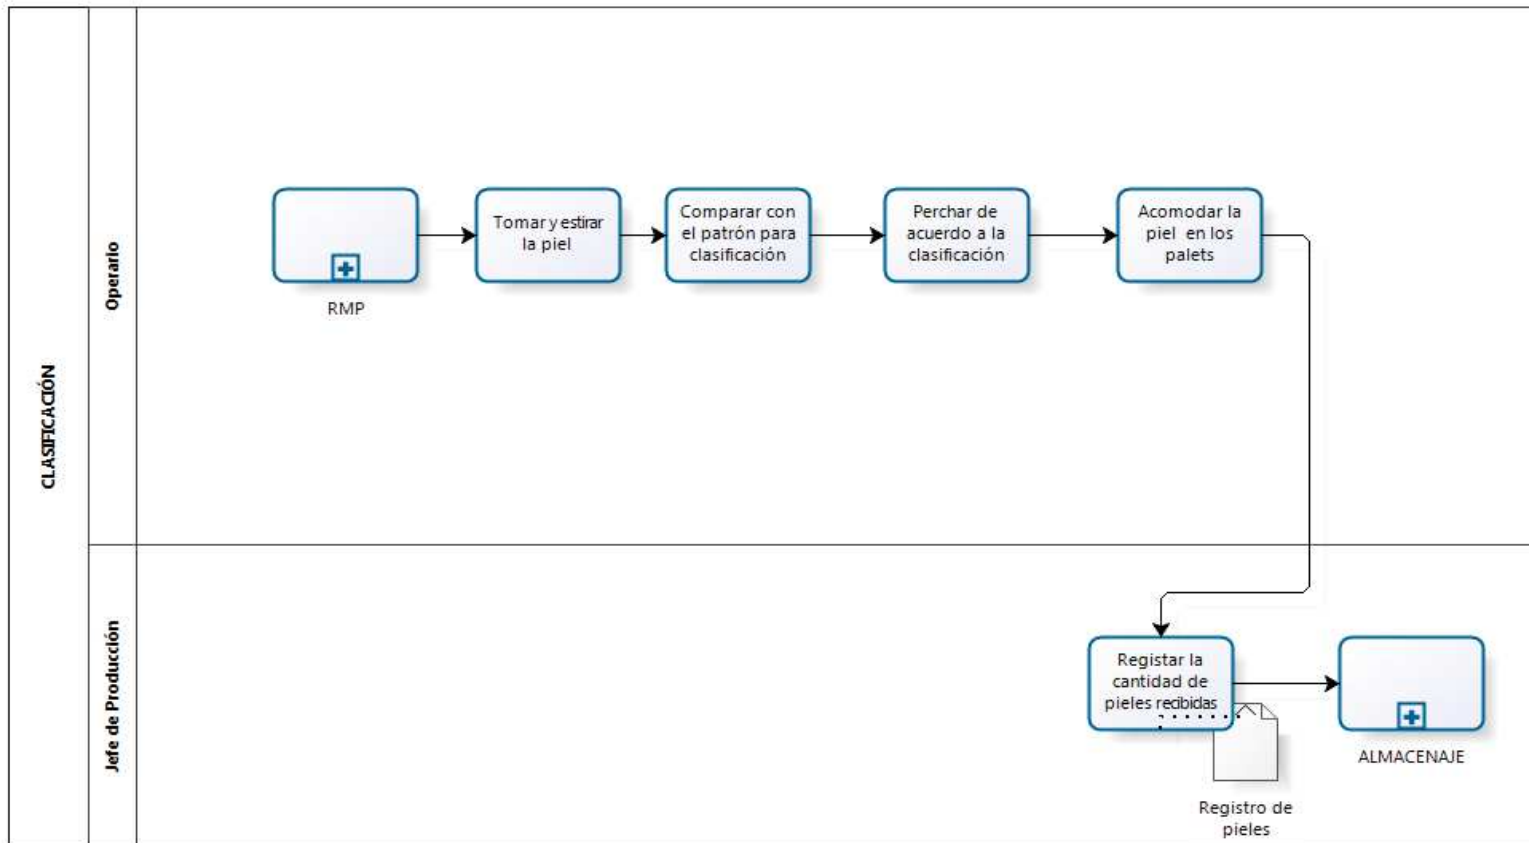 CLASIFICACIÓN
Operario
RMP
Tomar y estirar
la piel
Comparar con
el patrón para
clasificación
Perchar de
acuerdo a la
clasificación
Acomodar la
piel en los
palets
Jefe de Producción
Registar la
cantidad de
pieles recibidas
Registro de
pieles
ALMACENAJE